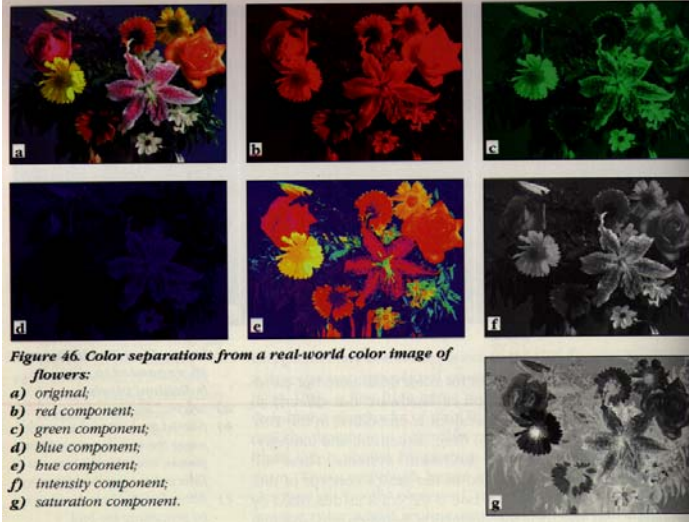 a
b
c
d
e
f
Figure 46. Color separations from a real-world color image of
flowers:
a) original;
b) red component;
c) green component;
d) blue component;
e) hue component;
f) intensity component;
g) saturation component.
g